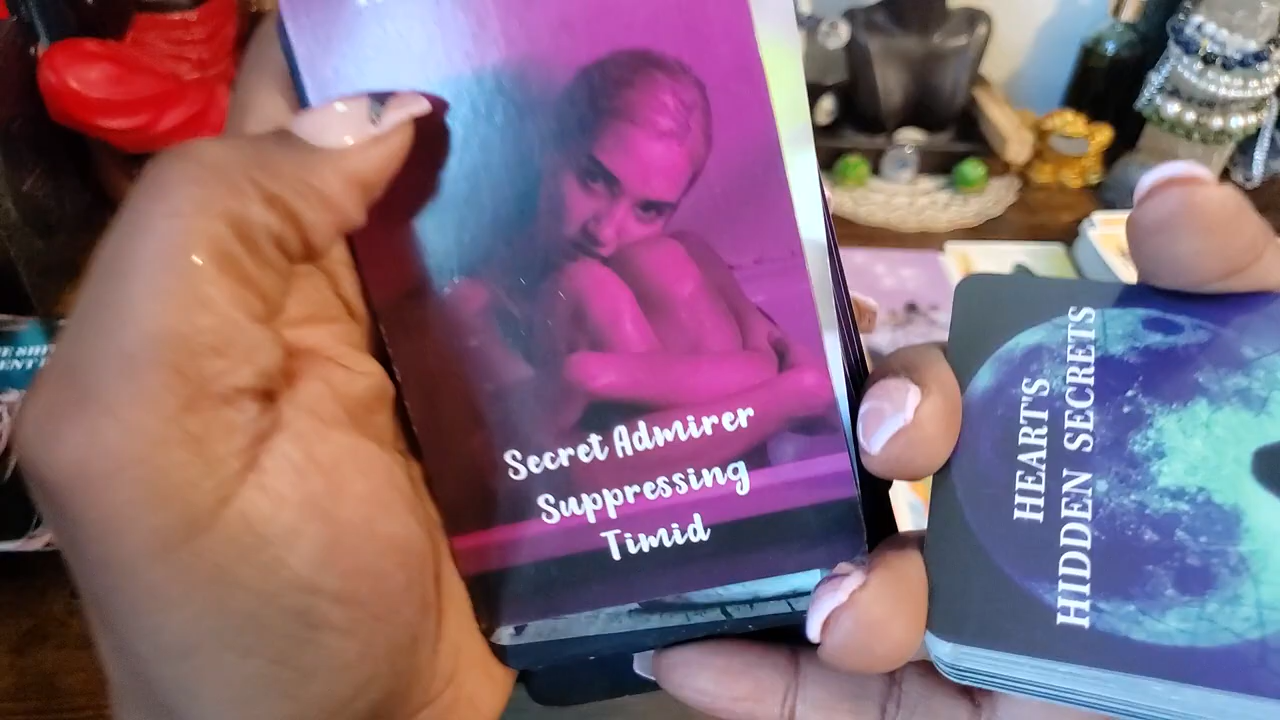 Secret Admirer
Suppressing
Timid
HEART'S
HIDDEN SECRETS